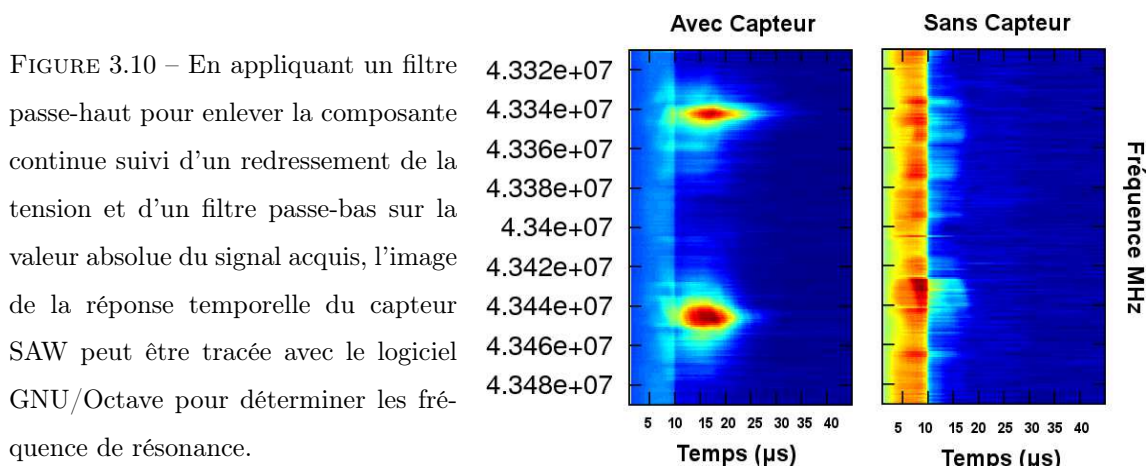 FIGURE 3.10 – En appliquant un filtre
passe-haut pour enlever la composante
continue suivi d'un redressement de la
tension et d'un filtre passe-bas sur la
valeur absolue du signal acquis, l'image
de la réponse temporelle du capteur
SAW peut être tracée avec le logiciel
GNU/Octave pour déterminer les fré-
quence de résonance.
Avec Capteur
Sans Capteur
4.332e+07
4.334e+07
4.336e+07
4.338e+07
4.34e+07
4.342e+07
4.344e+07
4.346e+07
4.348e+07
5 10 15 20 25 30 35 40
5 10 15 20 25 30 35 40
Temps (µs)
Temps (µs)
Fréquence MHz